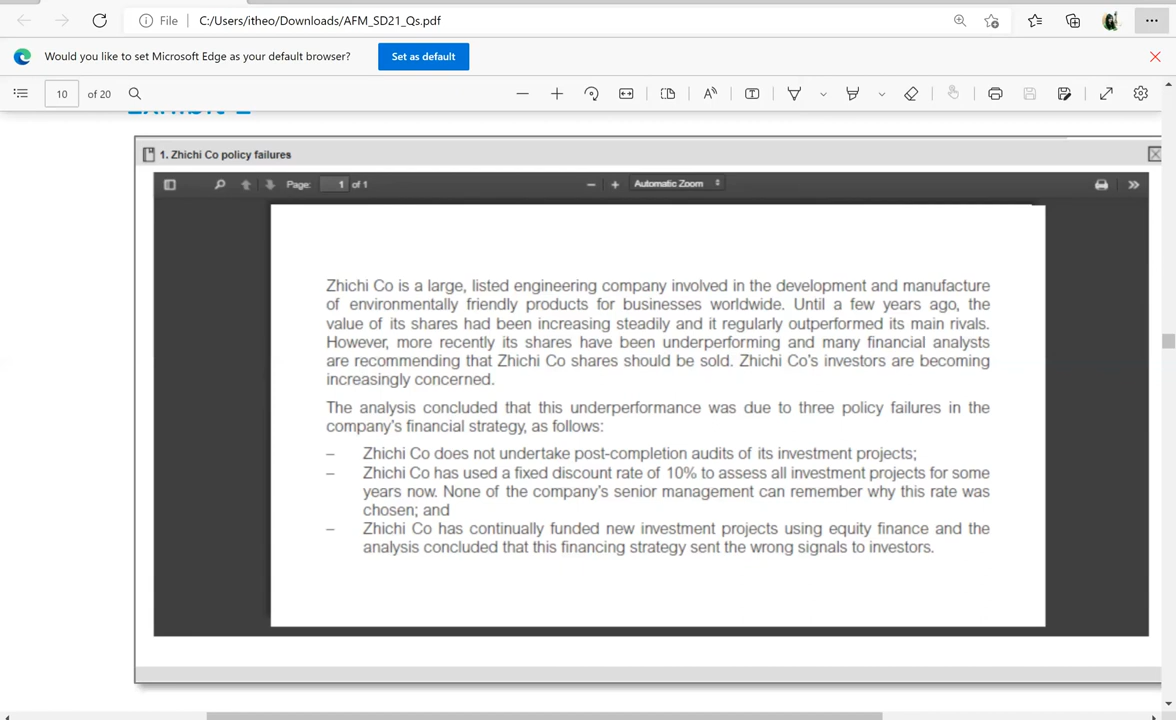 File
C:/Users/itheo/Downloads/AFM_SD21_Qs.pdf
Would you like to set Microsoft Edge as your default browser?
Set as default
10
of 20
1. Zhichi Co policy failures
Page:
1
of 1
Automatic Zoom
Zhichi Co is a large, listed engineering company involved in the development and manufacture
of environmentally friendly products for businesses worldwide. Until a few years ago, the
value of its shares had been increasing steadily and it regularly outperformed its main rivals.
However, more recently its shares have been underperforming and many financial analysts
are recommending that Zhichi Co shares should be sold. Zhichi Co's investors are becoming
increasingly concerned.
The analysis concluded that this underperformance was due to three policy failures in the
company's financial strategy, as follows:
– Zhichi Co does not undertake post-completion audits of its investment projects;
– Zhichi Co has used a fixed discount rate of 10% to assess all investment projects for some
years now. None of the company's senior management can remember why this rate was
chosen; and
– Zhichi Co has continually funded new investment projects using equity finance and the
analysis concluded that this financing strategy sent the wrong signals to investors.